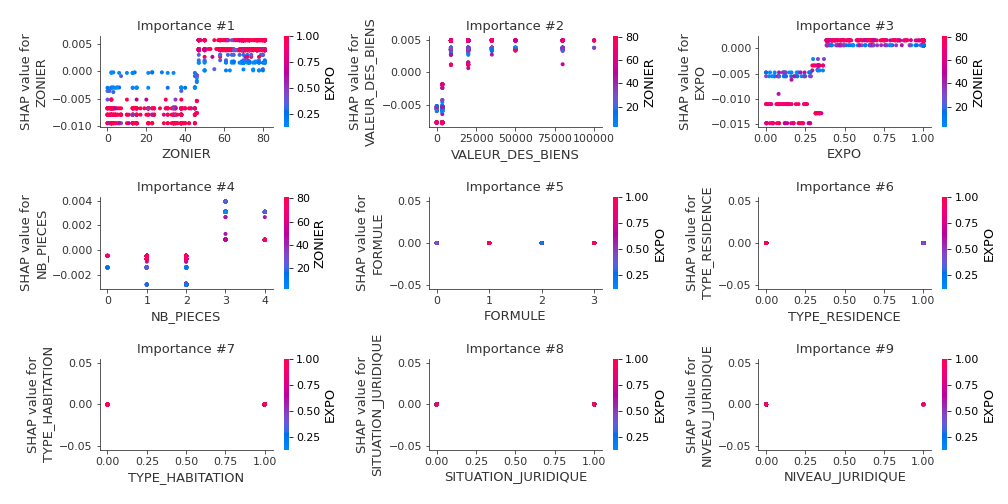 Importance #1
SHAP value for
ZONIER
0.005
0.000
−0.005
−0.010
0
20
40
60
80
ZONIER
1.00
0.75
0.50
0.25
EXPO
Importance #2
SHAP value for
VALEUR_DES_BIENS
0.005
0.000
−0.005
0
20000
40000
60000
80000
100000
VALEUR_DES_BIENS
80
60
40
20
ZONIER
Importance #3
SHAP value for
EXPO
0.000
−0.005
−0.010
−0.015
0.00
0.25
0.50
0.75
1.00
EXPO
80
60
40
20
ZONIER
Importance #4
SHAP value for
NB_PIECES
0.004
0.002
0.000
−0.002
0
1
2
3
4
NB_PIECES
80
60
40
20
ZONIER
Importance #5
SHAP value for
FORMULE
0.05
0.00
−0.05
0
1
2
3
FORMULE
1.00
0.75
0.50
0.25
EXPO
Importance #6
SHAP value for
TYPE_RESIDENCE
0.05
0.00
−0.05
0.00
0.25
0.50
0.75
1.00
TYPE_RESIDENCE
1.00
0.75
0.50
0.25
EXPO
Importance #7
SHAP value for
TYPE_HABITATION
0.05
0.00
−0.05
0.00
0.25
0.50
0.75
1.00
TYPE_HABITATION
1.00
0.75
0.50
0.25
EXPO
Importance #8
SHAP value for
SITUATION_JURIDIQUE
0.05
0.00
−0.05
0.00
0.25
0.50
0.75
1.00
SITUATION_JURIDIQUE
1.00
0.75
0.50
0.25
EXPO
Importance #9
SHAP value for
NIVEAU_JURIDIQUE
0.05
0.00
−0.05
0.00
0.25
0.50
0.75
1.00
NIVEAU_JURIDIQUE
1.00
0.75
0.50
0.25
EXPO